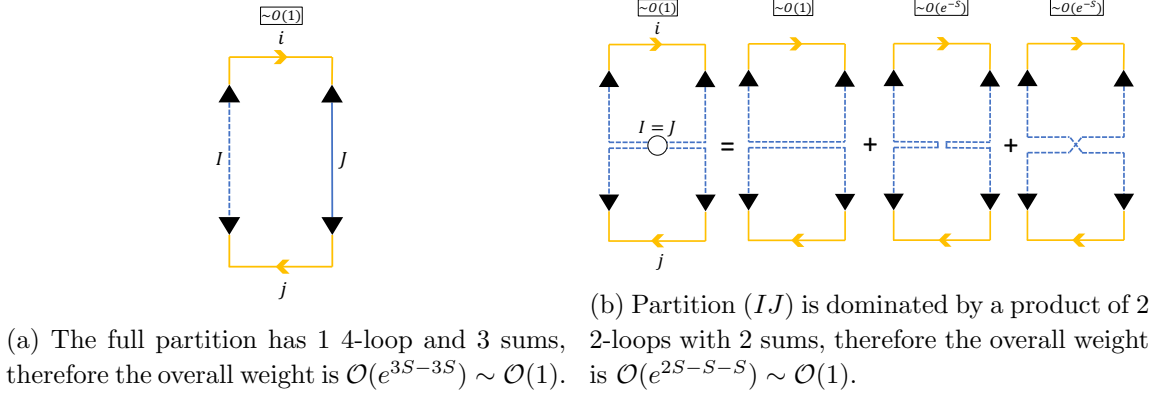 ~O(1)
i
I
J
j
(a) The full partition has 1 4-loop and 3 sums,
therefore the overall weight is O(e^{3S−3S}) ∼ O(1).
~O(1) ~O(1) ~O(e^{-S}) ~O(e^{-S})
i
I = J
= + +
j
(b) Partition (IJ) is dominated by a product of 2
2-loops with 2 sums, therefore the overall weight
is O(e^{2S−S−S}) ∼ O(1).